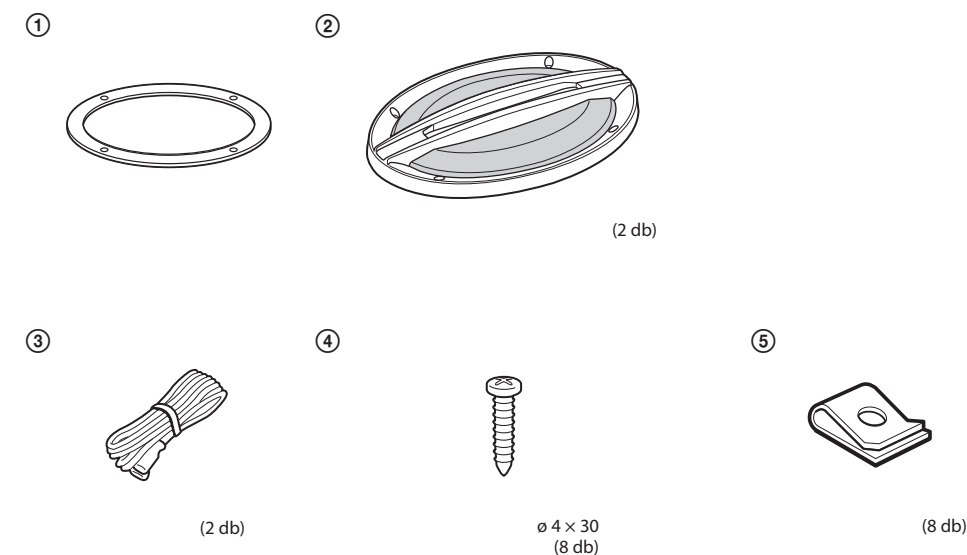 ①
②
(2 db)
③
④
⑤
(2 db)
ø 4 × 30
(8 db)
(8 db)